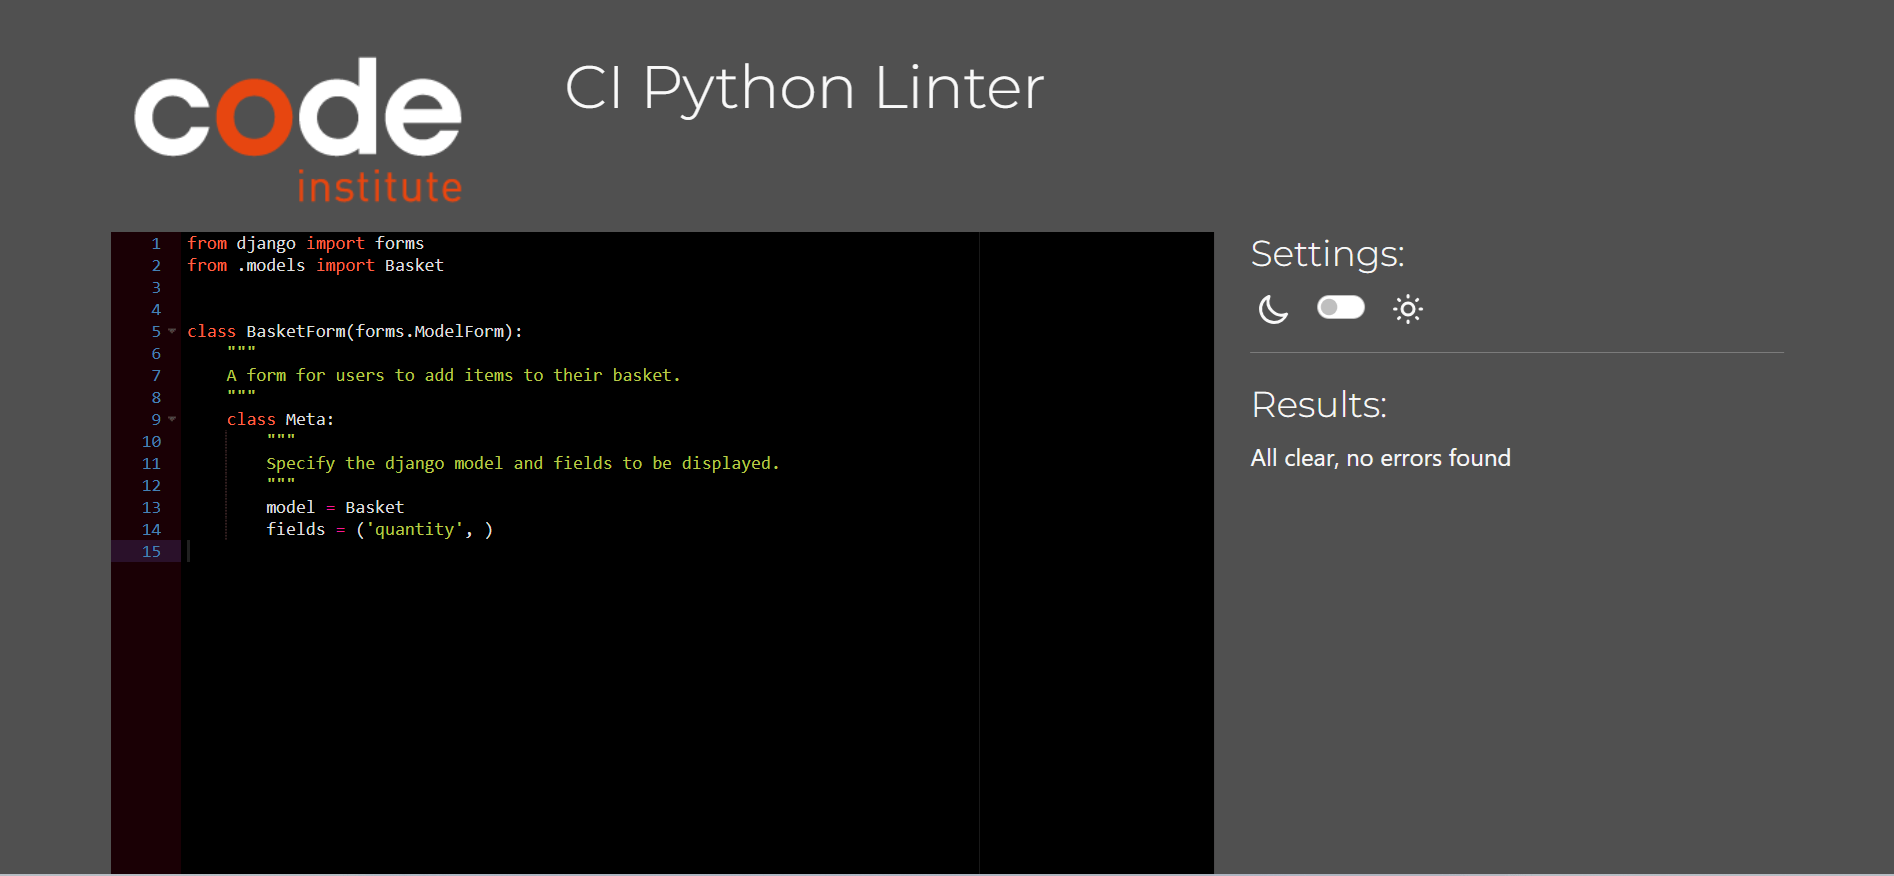 code
institute
CI Python Linter
1 from django import forms
2 from .models import Basket
3
4
5 class BasketForm(forms.ModelForm):
6     """
7     A form for users to add items to their basket.
8     """
9     class Meta:
10         """
11         Specify the django model and fields to be displayed.
12         """
13         model = Basket
14         fields = ('quantity', )
15
Settings:
Results:
All clear, no errors found